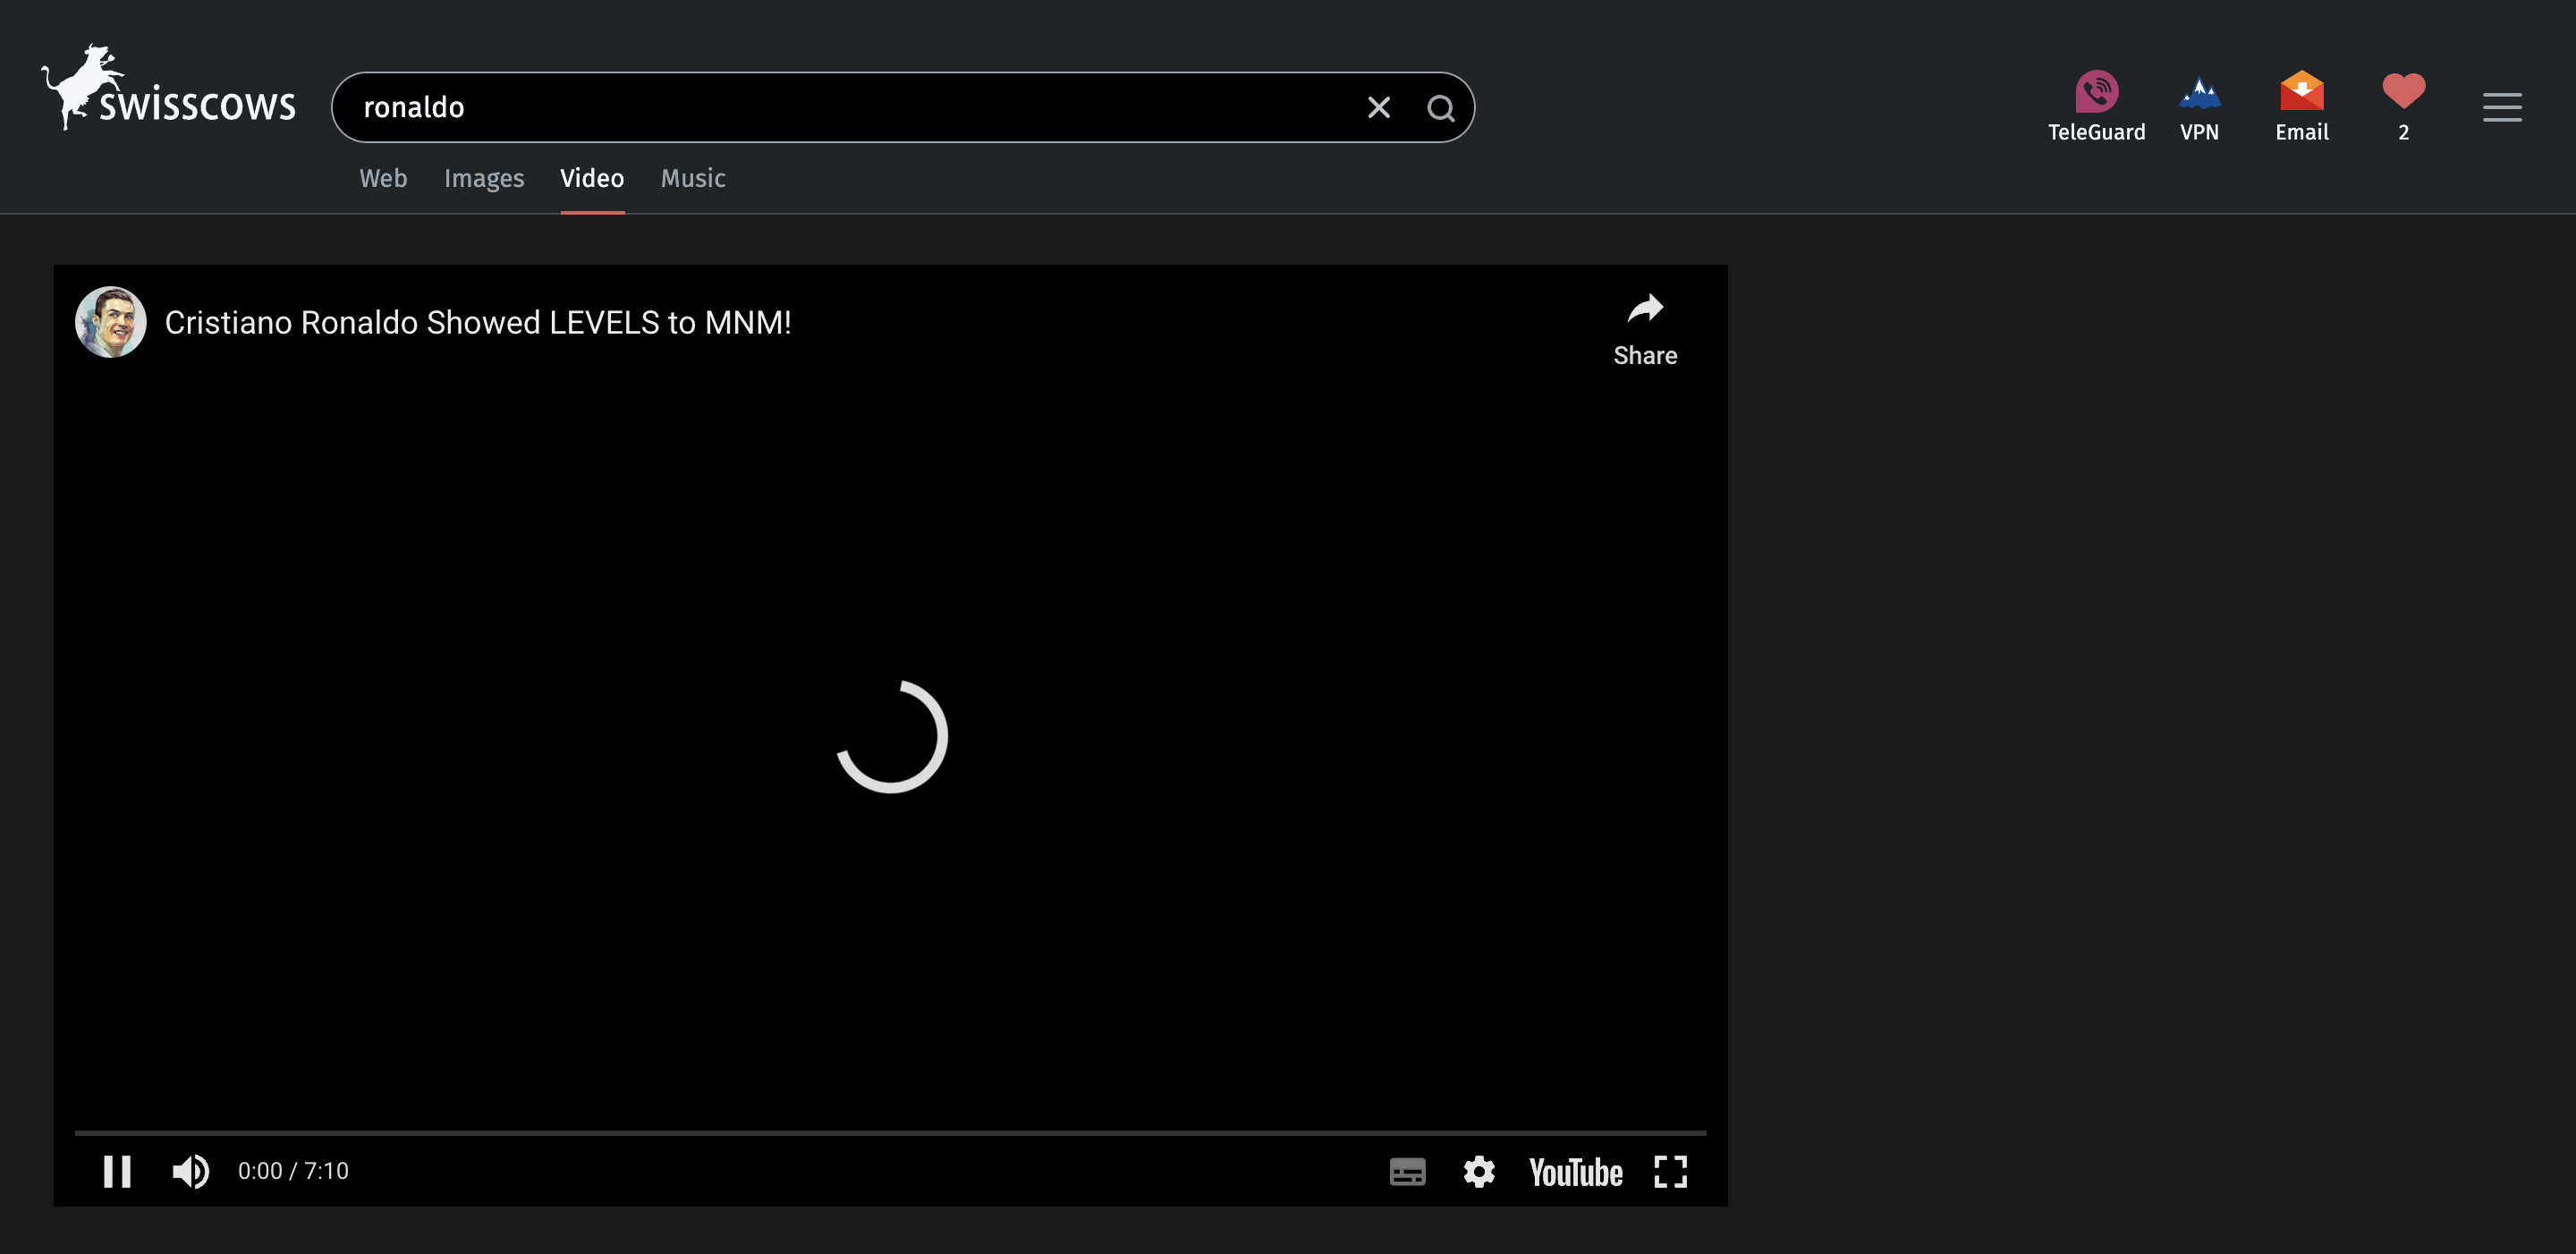 swisscows
ronaldo
TeleGuard
VPN
Email
2
Web
Images
Video
Music
Cristiano Ronaldo Showed LEVELS to MNM!
Share
0:00 / 7:10
YouTube